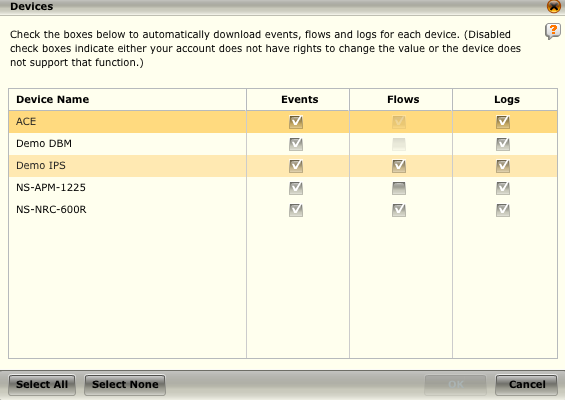 Devices
Check the boxes below to automatically download events, flows and logs for each device. (Disabled
check boxes indicate either your account does not have rights to change the value or the device does
not support that function.)
?
Device Name Events Flows Logs
ACE
Demo DBM
Demo IPS
NS-APM-1225
NS-NRC-600R
Select All Select None OK Cancel